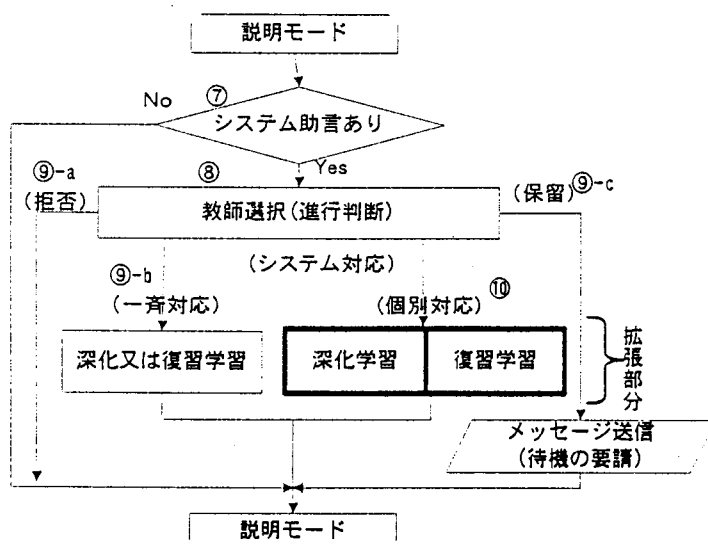 説明モード
No ⑦
システム助言あり
Yes
⑨-a ⑧ (保留)⑨-c
(拒否)
教師選択(進行判断)
(システム対応)
⑨-b ⑩
(一斉対応) (個別対応)
深化又は復習学習 深化学習 復習学習
拡張部分
メッセージ送信
(待機の要請)
説明モード